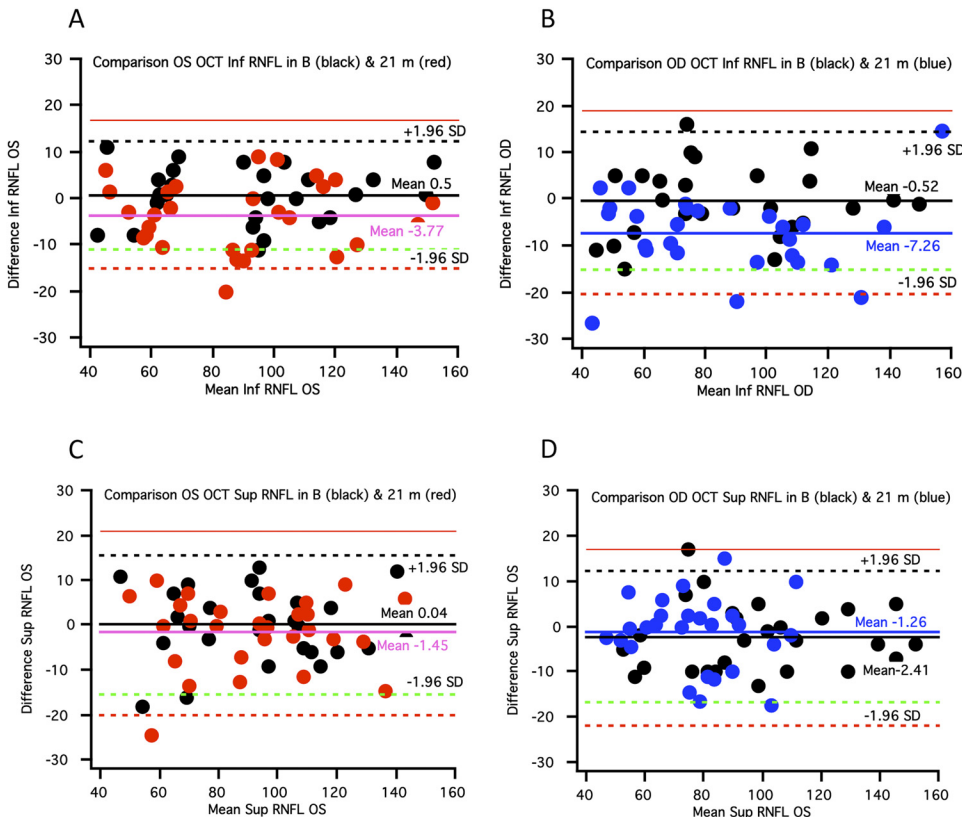 A
Comparison OS OCT Inf RNFL in B (black) & 21 m (red)
Difference Inf RNFL OS
30
20
10
0
-10
-20
-30
+1.96 SD
Mean 0.5
Mean -3.77
-1.96 SD
40 60 80 100 120 140 160
Mean Inf RNFL OS
B
Comparison OD OCT Inf RNFL in B (black) & 21 m (blue)
Difference Inf RNFL OD
30
20
10
0
-10
-20
-30
+1.96 SD
Mean -0.52
Mean -7.26
-1.96 SD
40 60 80 100 120 140 160
Mean Inf RNFL OD
C
Comparison OS OCT Sup RNFL in B (black) & 21 m (red)
Difference Sup RNFL OS
30
20
10
0
-10
-20
-30
+1.96 SD
Mean 0.04
Mean -1.45
-1.96 SD
40 60 80 100 120 140 160
Mean Sup RNFL OS
D
Comparison OD OCT Sup RNFL in B (black) & 21 m (blue)
Difference Sup RNFL OS
30
20
10
0
-10
-20
-30
+1.96 SD
Mean -1.26
Mean-2.41
-1.96 SD
40 60 80 100 120 140 160
Mean Sup RNFL OS